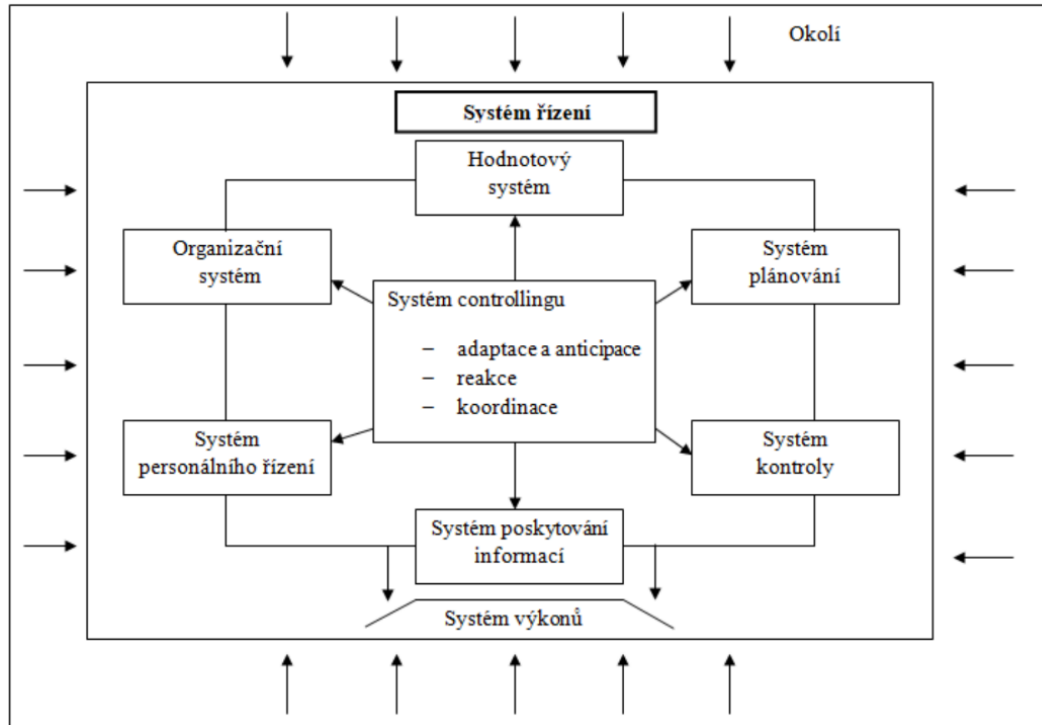 Okolí
Systém řízení
Hodnotový
systém
Organizační
systém
Systém
plánování
Systém controllingu
– adaptace a anticipace
– reakce
– koordinace
Systém
personálního řízení
Systém
kontroly
Systém poskytování
informací
Systém výkonů